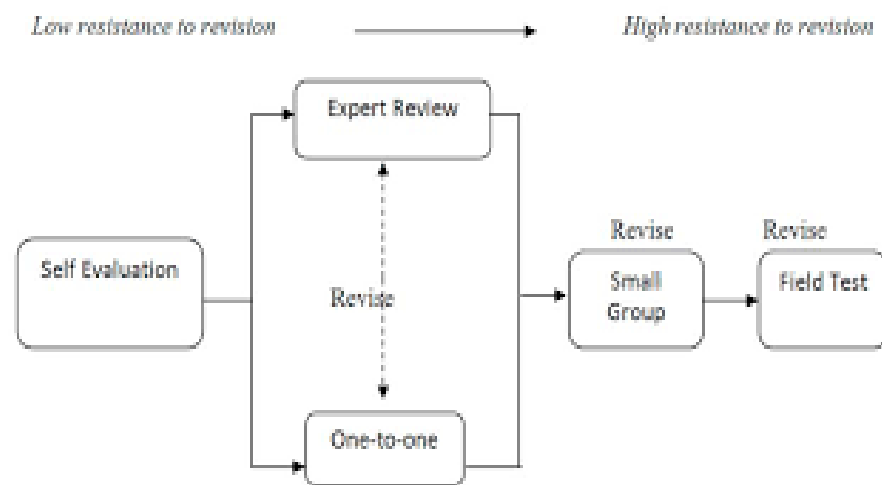 Low resistance to revision
High resistance to revision
Expert Review
Revise
Revise
Self Evaluation
Small
Group
Field Test
Revise
One-to-one